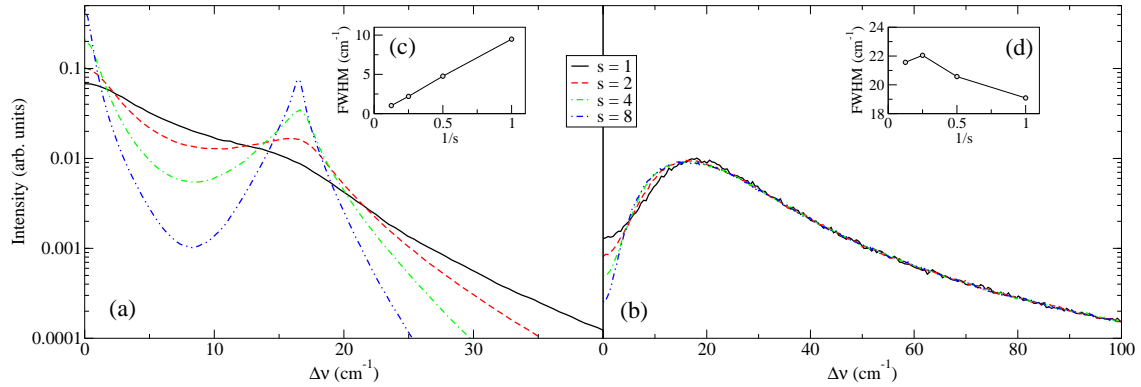 (c)
FWHM (cm-1)
10
5
0
0
0.5
1
1/s
(d)
FWHM (cm-1)
24
22
20
18
0
0.5
1
1/s
s = 1
s = 2
s = 4
s = 8
Intensity (arb. units)
0.1
0.01
0.001
0.0001
(a)
(b)
0
10
20
30
0
20
40
60
80
100
Δν (cm-1)
Δν (cm-1)